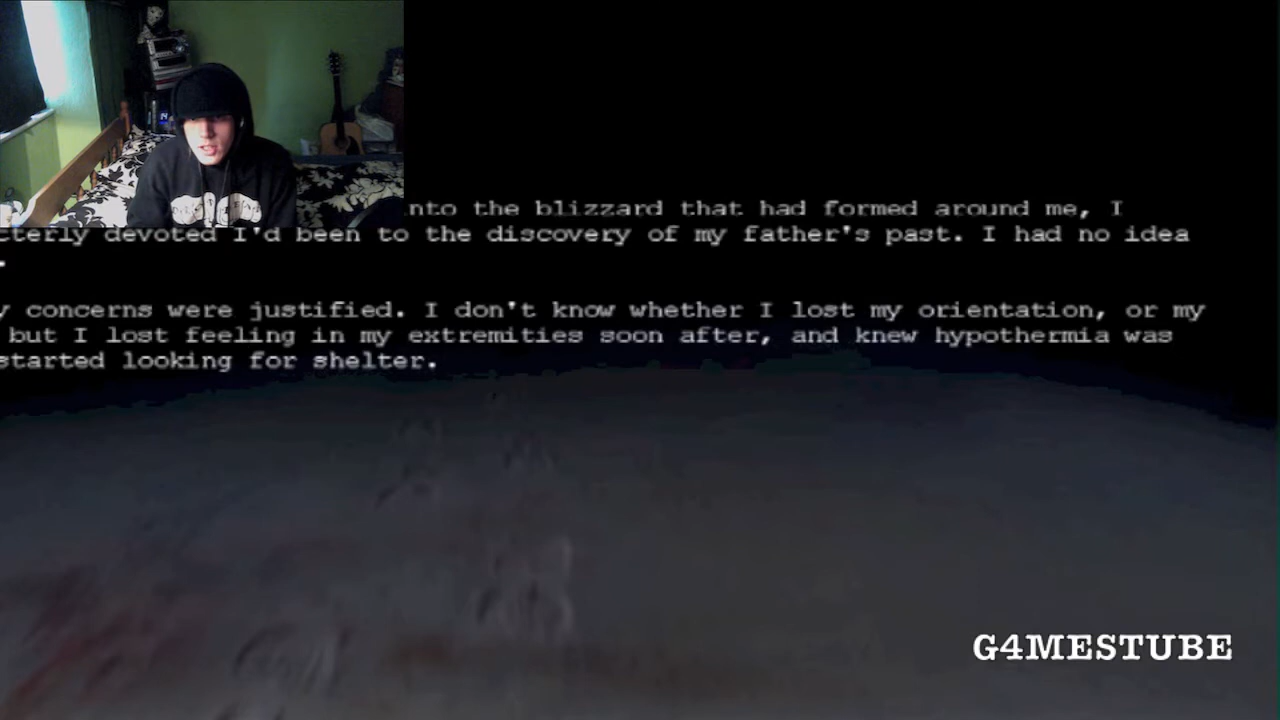 the blizzard that had formed around me, I
devoted I'd been to the discovery of my father's past. I had no idea
concerns were justified. I don't know whether I lost my orientation, or my
but I lost feeling in my extremities soon after, and knew hypothermia was
started looking for shelter.
G4MESTUBE